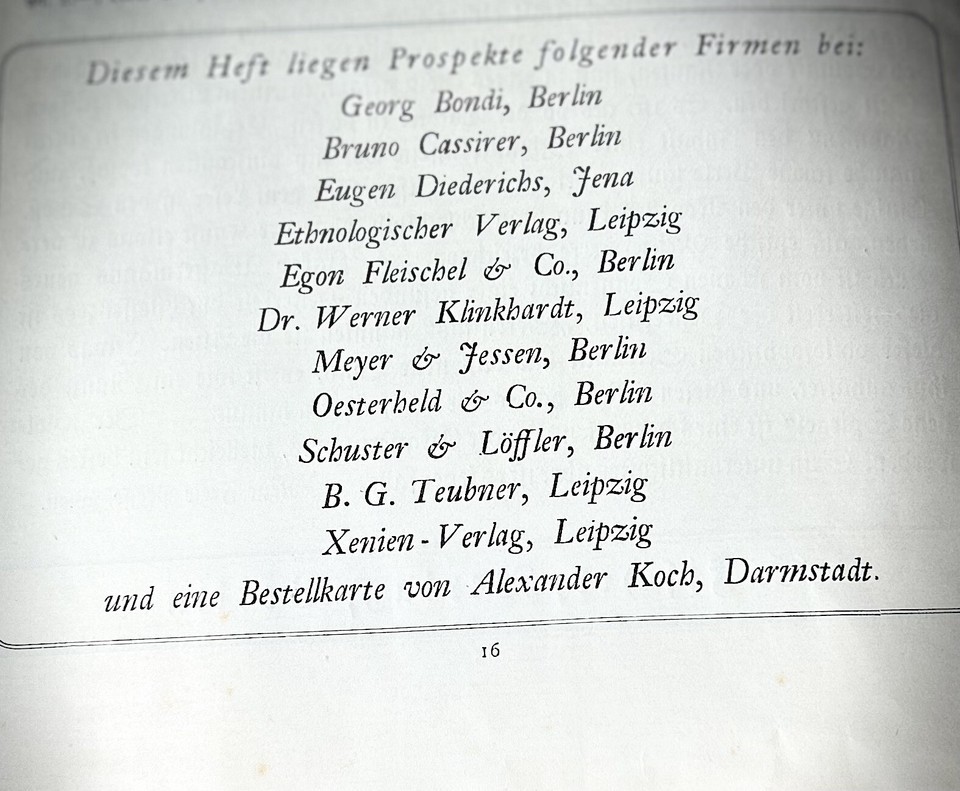 Diesem Heft liegen Prospekte folgender Firmen bei:
Georg Bondi, Berlin
Bruno Cassirer, Berlin
Eugen Diederichs, Jena
Ethnologischer Verlag, Leipzig
Egon Fleischel & Co., Berlin
Dr. Werner Klinkhardt, Leipzig
Meyer & Jessen, Berlin
Oesterheld & Co., Berlin
Schuster & Löffler, Berlin
B. G. Teubner, Leipzig
Xenien-Verlag, Leipzig
und eine Bestellkarte von Alexander Koch, Darmstadt.
16